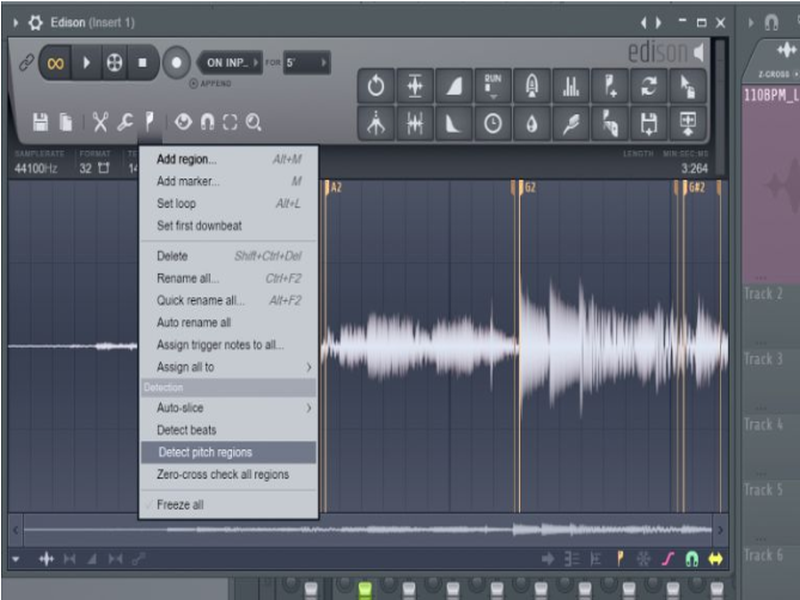 Edison (Insert 1)
edison
ON INP..
FOR
5'
APPEND
RUN
Z-CROSS
SAMPLERATE
FORMAT
LENGTH
MIN:SEC:MS
44100Hz
32
3:264
110BPM_L
Add region... Alt+M
Add marker... M
Set loop Alt+L
Set first downbeat
Delete Shift+Ctrl+Del
Rename all... Ctrl+F2
Quick rename all... Alt+F2
Auto rename all
Assign trigger notes to all...
Assign all to
Detection
Auto-slice
Detect beats
Detect pitch regions
Zero-cross check all regions
Freeze all
A2
G2
G#2
Track 2
Track 3
Track 4
Track 5
Track 6